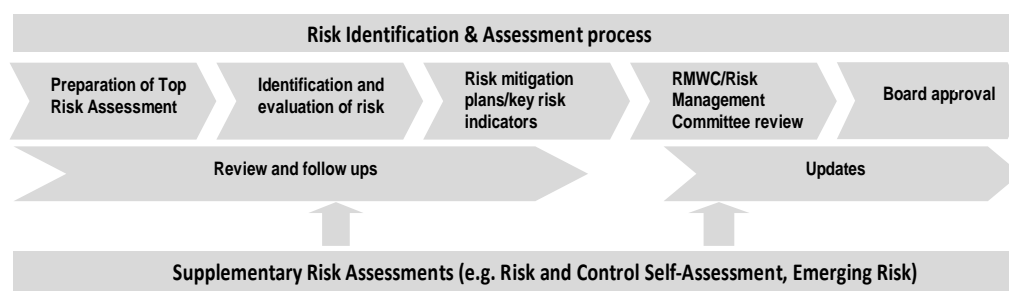 Risk Identification & Assessment process
Preparation of Top
Risk Assessment
Identification and
evaluation of risk
Risk mitigation
plans/key risk
indicators
RMWC/Risk
Management
Committee review
Board approval
Review and follow ups
Updates
Supplementary Risk Assessments (e.g. Risk and Control Self-Assessment, Emerging Risk)